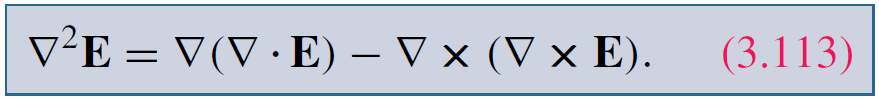 ∇²E = ∇(∇ · E) − ∇ × (∇ × E). (3.113)